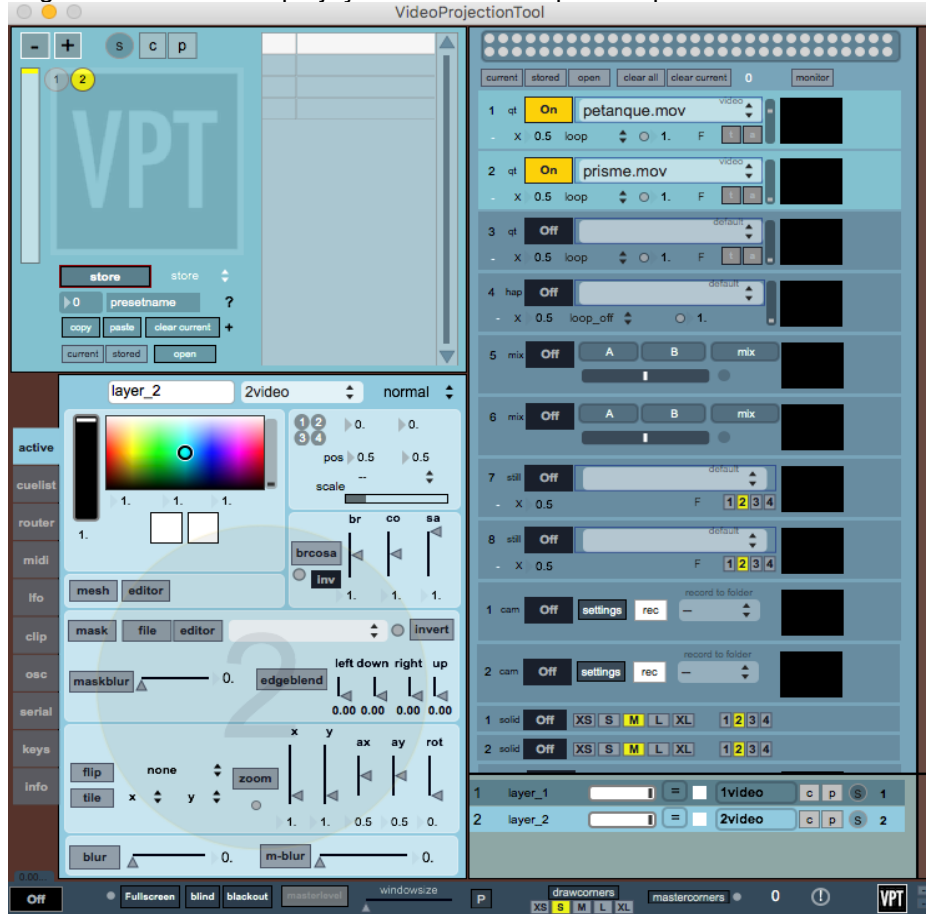 VideoProjectionTool
- + s c p
1 2
VPT
store store
0 presetname ?
copy paste clear current +
current stored open
current stored open clear all clear current 0 monitor
1 qt On petanque.mov video
- X 0.5 loop 1. F t a
2 qt On prisme.mov video
- X 0.5 loop 1. F t a
3 qt Off default
- X 0.5 loop 1. F t a
4 hap Off default
- X 0.5 loop_off 1.
5 mix Off A B mix
6 mix Off A B mix
7 still Off default
- X 0.5 F 1 2 3 4
8 still Off default
- X 0.5 F 1 2 3 4
1 cam Off settings rec record to folder
—
2 cam Off settings rec record to folder
—
1 solid Off XS S M L XL 1 2 3 4
2 solid Off XS S M L XL 1 2 3 4
active
cuelist
router
midi
lfo
clip
osc
serial
keys
info
layer_2 2video normal
1 2 3 4 0. 0.
pos 0.5 0.5
scale --
1. 1. 1.
1.
br co sa
brcosa
inv
1. 1. 1.
mesh editor
mask file editor invert
2
left down right up
maskblur 0. edgeblend
0.00 0.00 0.00 0.00
x y ax ay rot
flip none zoom
tile x y
1. 1. 0.5 0.5 0.
blur 0. m-blur 0.
1 layer_1 = 1video c p S 1
2 layer_2 = 2video c p S 2
0.00...
Off Fullscreen blind blackout masterlevel windowsize P drawcorners mastercorners 0 VPT
XS S M L XL